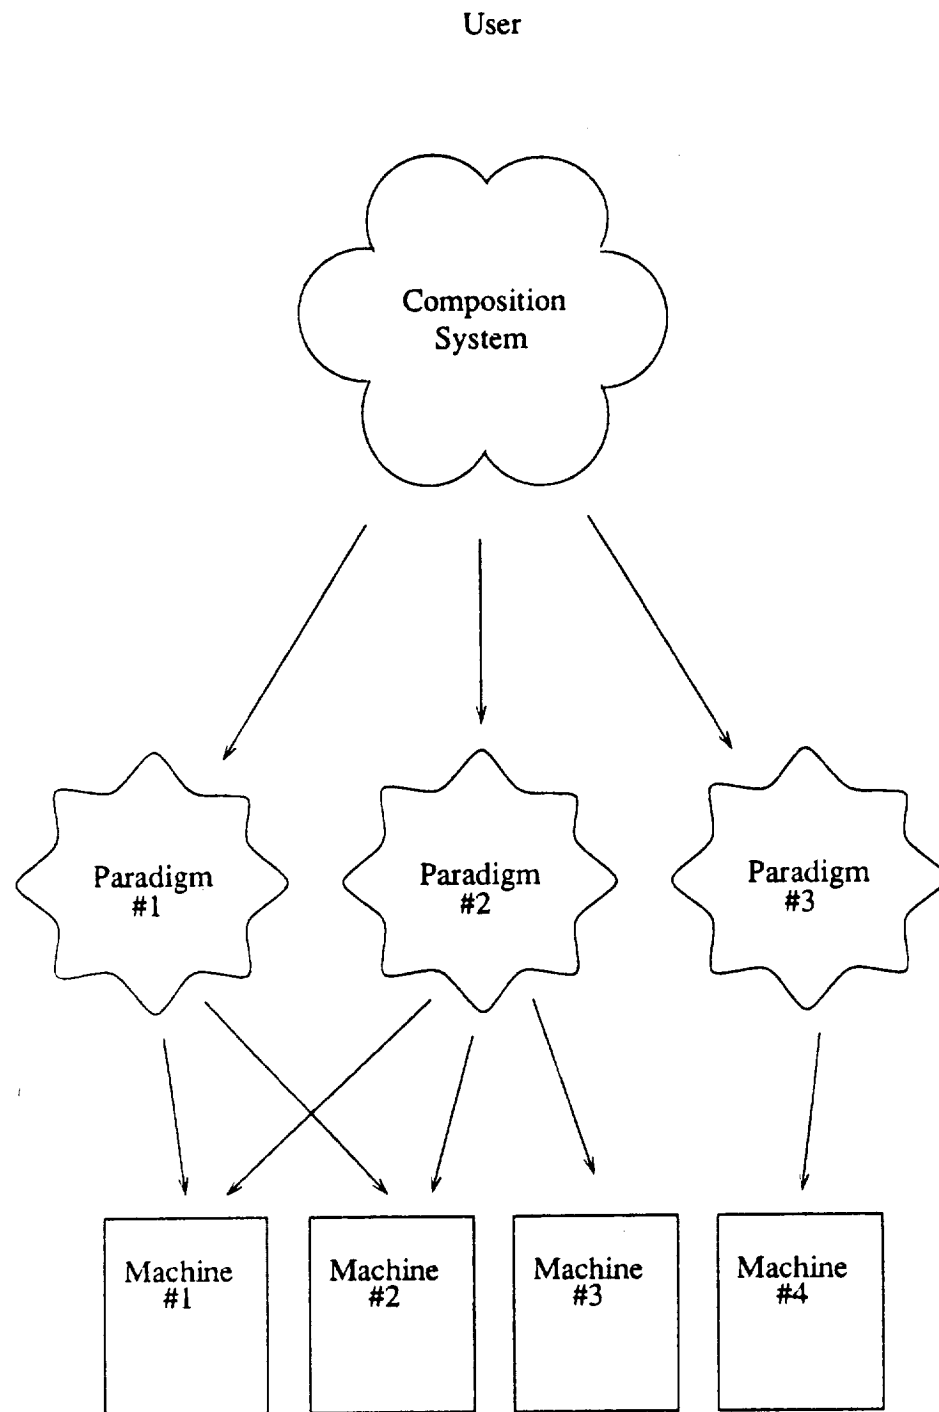 User
Composition
System
Paradigm
#1
Paradigm
#2
Paradigm
#3
Machine
#1
Machine
#2
Machine
#3
Machine
#4